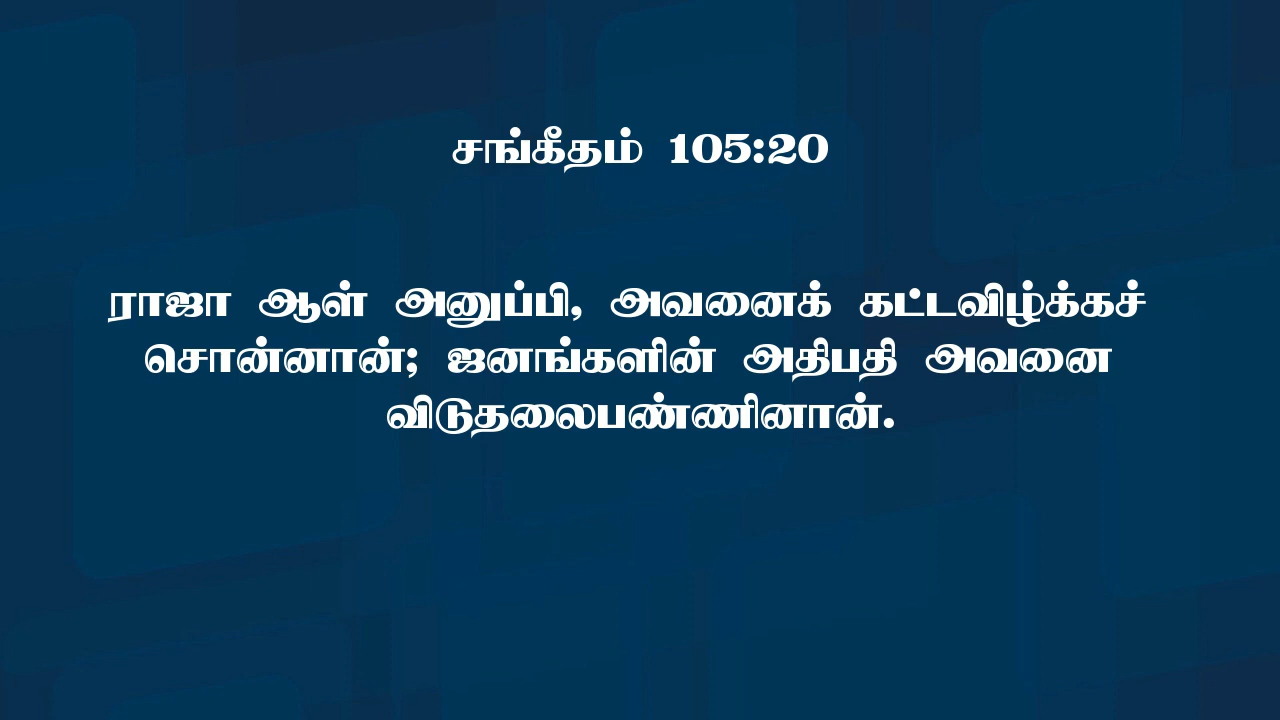 சங்கீதம் 105:20
ராஜா ஆள் அனுப்பி, அவனைக் கட்டவிழ்க்கச்
சொன்னான்; ஜனங்களின் அதிபதி அவனை
விடுதலைபண்ணினான்.